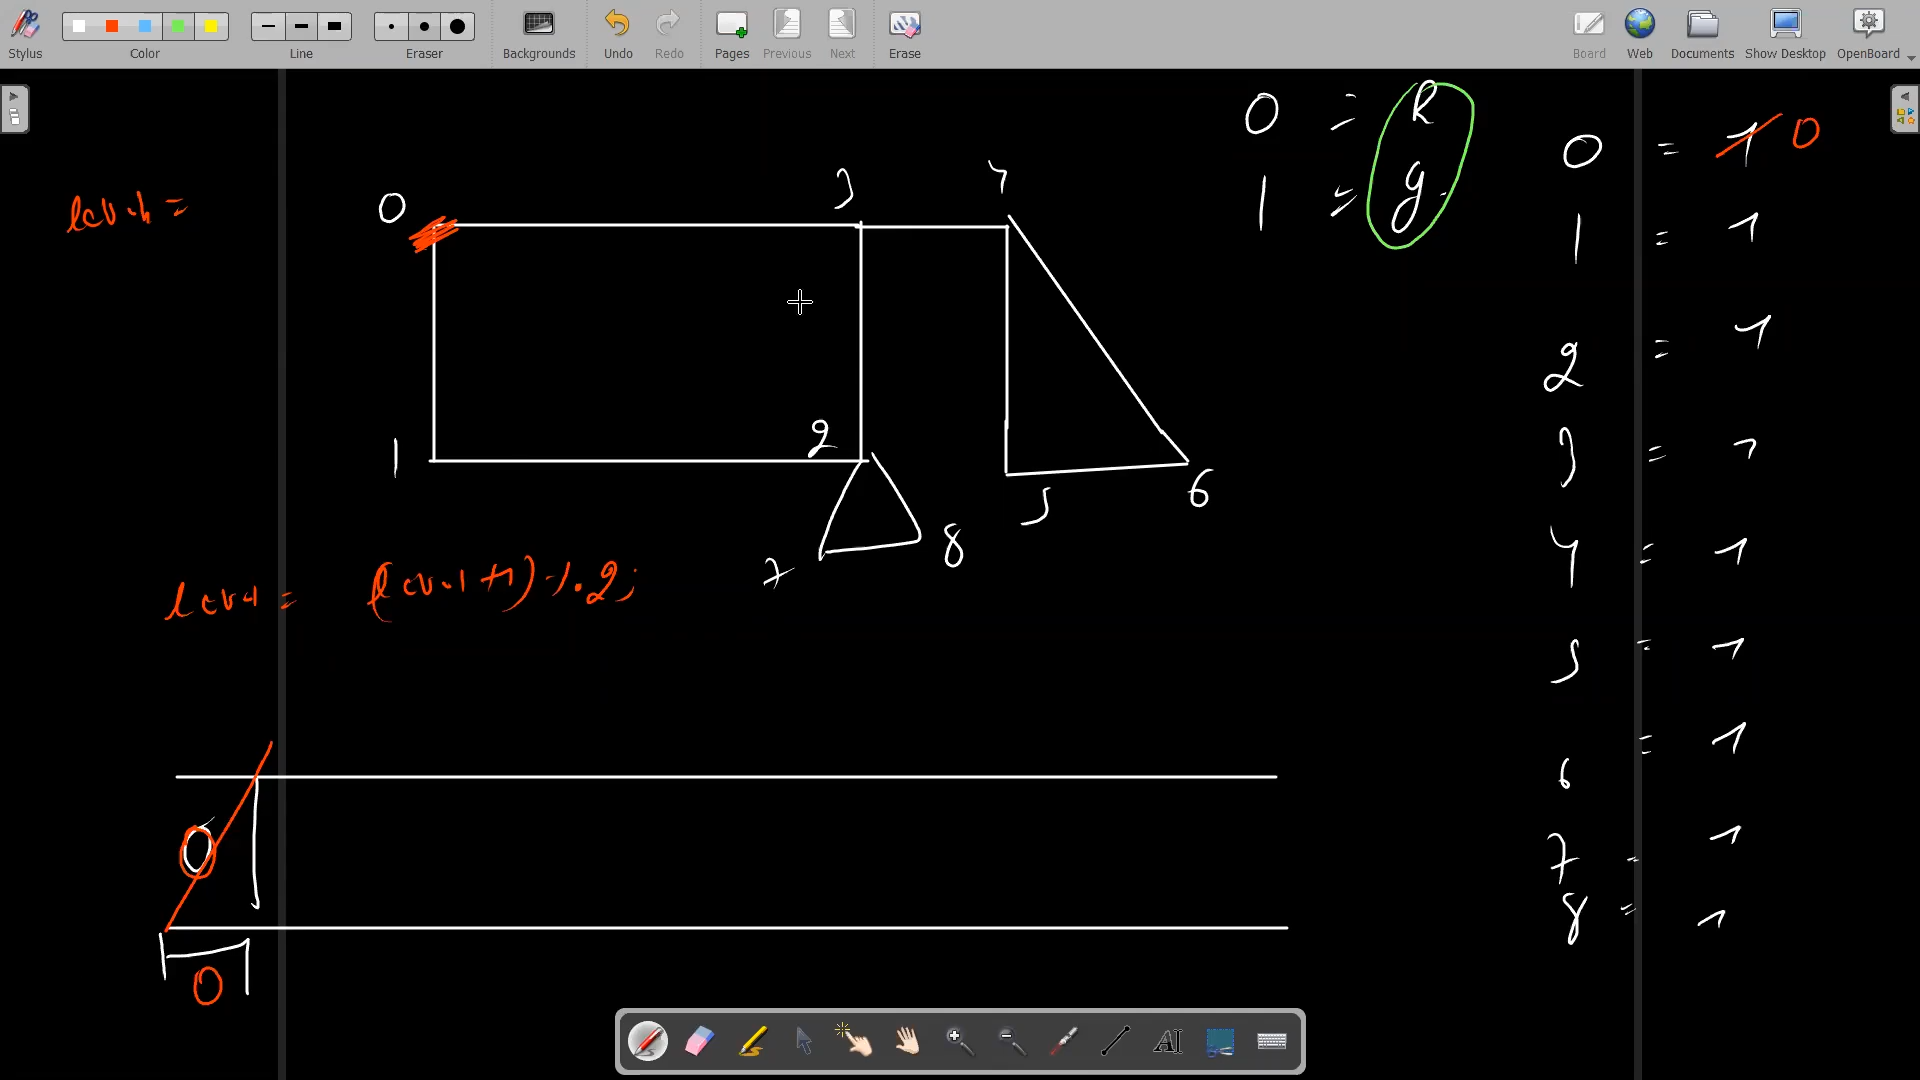 Stylus
Color
Line
Eraser
Backgrounds
Undo
Redo
Pages
Previous
Next
Erase
Board
Web
Documents
Show Desktop
OpenBoard
0 = R
1 = g
0 = 1 0
1 = 1
2 = 1
3 = 1
4 = 1
5 = 1
6 = 1
7 = 1
8 = 1
0
3
4
1
2
5
6
7
8
level = (level+1)%2;
0
0